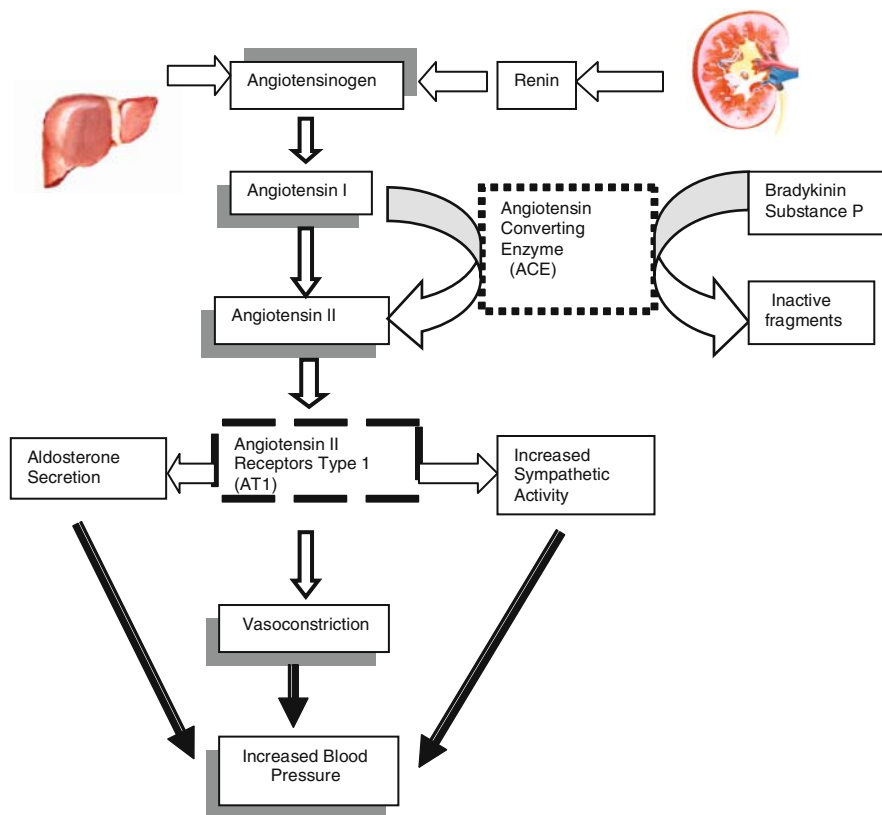 Angiotensinogen
Renin
Angiotensin I
Angiotensin
Converting
Enzyme
(ACE)
Bradykinin
Substance P
Angiotensin II
Inactive
fragments
Aldosterone
Secretion
Angiotensin II
Receptors Type 1
(AT1)
Increased
Sympathetic
Activity
Vasoconstriction
Increased Blood
Pressure